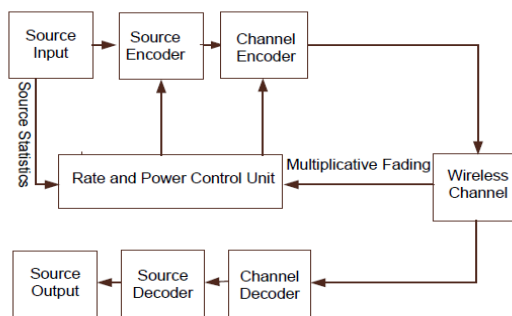 Source
Input
Source
Encoder
Channel
Encoder
Source Statistics
Rate and Power Control Unit
Multiplicative Fading
Wireless
Channel
Source
Output
Source
Decoder
Channel
Decoder